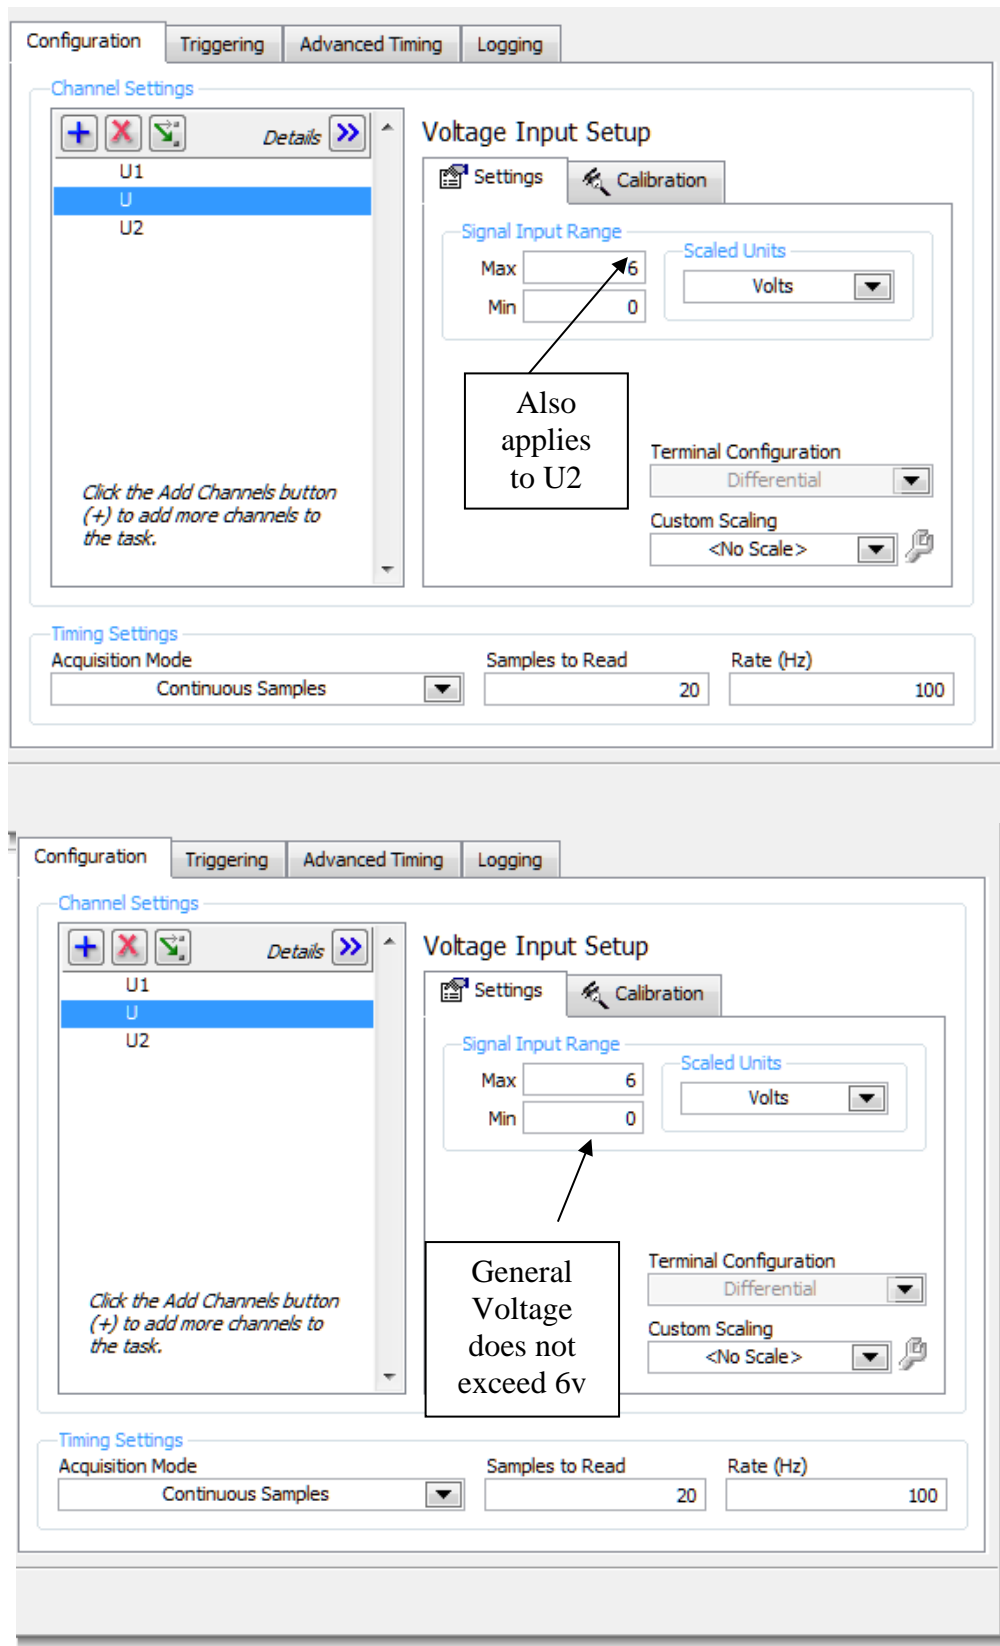 Configuration Triggering Advanced Timing Logging
Channel Settings
Details
U1
U
U2
Click the Add Channels button
(+) to add more channels to
the task.
Voltage Input Setup
Settings Calibration
Signal Input Range
Max 6
Min 0
Scaled Units
Volts
Also
applies
to U2
Terminal Configuration
Differential
Custom Scaling
<No Scale>
Timing Settings
Acquisition Mode Samples to Read Rate (Hz)
Continuous Samples 20 100
Configuration Triggering Advanced Timing Logging
Channel Settings
Details
U1
U
U2
Click the Add Channels button
(+) to add more channels to
the task.
Voltage Input Setup
Settings Calibration
Signal Input Range
Max 6
Min 0
Scaled Units
Volts
General
Voltage
does not
exceed 6v
Terminal Configuration
Differential
Custom Scaling
<No Scale>
Timing Settings
Acquisition Mode Samples to Read Rate (Hz)
Continuous Samples 20 100